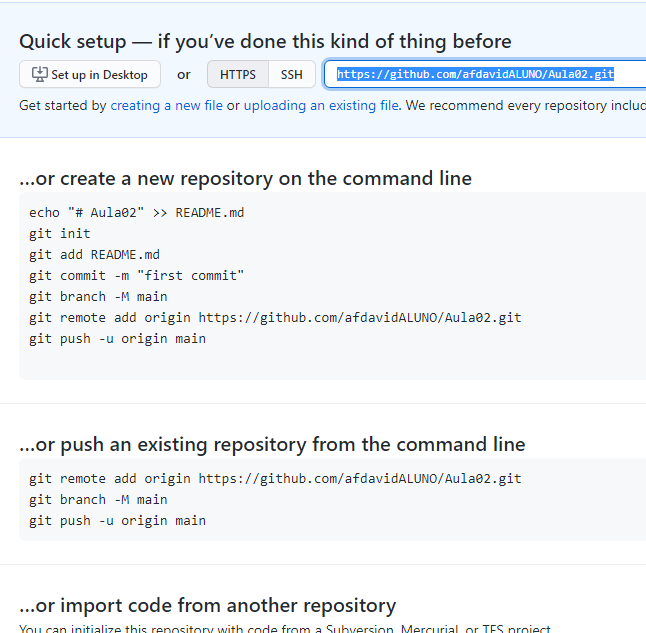 Quick setup — if you've done this kind of thing before
Set up in Desktop or HTTPS SSH https://github.com/afdavidALUNO/Aula02.git
Get started by creating a new file or uploading an existing file. We recommend every repository includ
...or create a new repository on the command line
echo "# Aula02" >> README.md
git init
git add README.md
git commit -m "first commit"
git branch -M main
git remote add origin https://github.com/afdavidALUNO/Aula02.git
git push -u origin main
...or push an existing repository from the command line
git remote add origin https://github.com/afdavidALUNO/Aula02.git
git branch -M main
git push -u origin main
...or import code from another repository
You can initialize this repository with code from a Subversion, Mercurial, or TFS project.